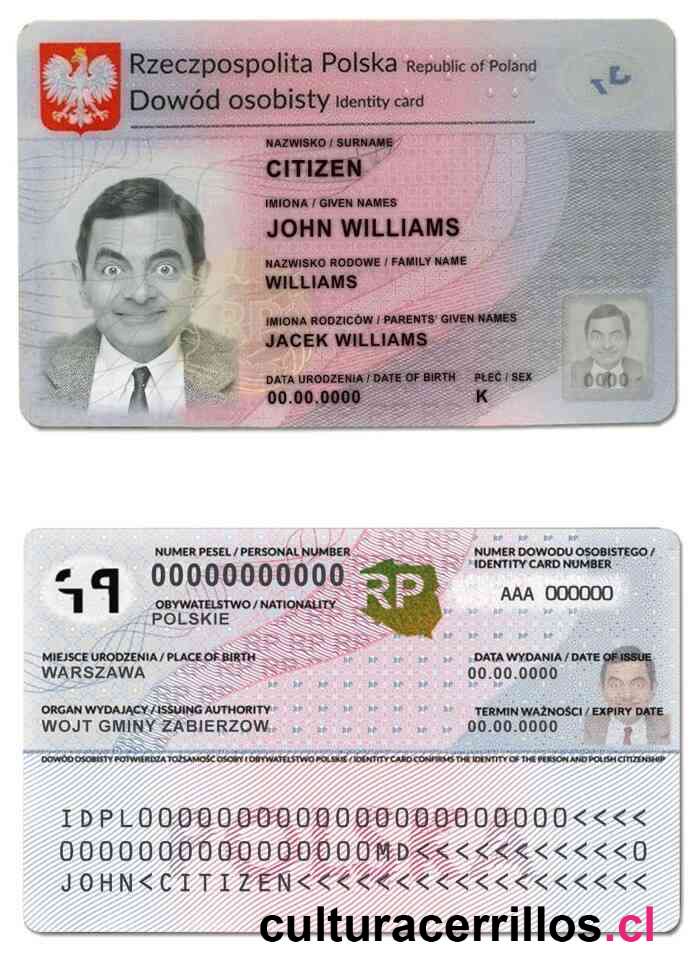 Rzeczpospolita Polska Republic of Poland
Dowód osobisty Identity card
NAZWISKO / SURNAME
CITIZEN
IMIONA / GIVEN NAMES
JOHN WILLIAMS
NAZWISKO RODOWE / FAMILY NAME
WILLIAMS
IMIONA RODZICÓW / PARENTS' GIVEN NAMES
JACEK WILLIAMS
DATA URODZENIA / DATE OF BIRTH PŁEĆ / SEX
00.00.0000 K
0000
NUMER PESEL / PERSONAL NUMBER
00000000000
OBYWATELSTWO / NATIONALITY
POLSKIE
RP
NUMER DOWODU OSOBISTEGO /
IDENTITY CARD NUMBER
AAA 000000
MIEJSCE URODZENIA / PLACE OF BIRTH
WARSZAWA
DATA WYDANIA / DATE OF ISSUE
00.00.0000
ORGAN WYDAJĄCY / ISSUING AUTHORITY
WOJT GMINY ZABIERZOW
TERMIN WAŻNOŚCI / EXPIRY DATE
00.00.0000
DOWÓD OSOBISTY POTWIERDZA TOŻSAMOŚĆ OSOBY I OBYWATELSTWO POLSKIE / IDENTITY CARD CONFIRMS THE IDENTITY OF THE PERSON AND POLISH CITIZENSHIP
IDPL0000000000000000000000<<<<
0000000000000000MD<<<<<<<<<<<0
JOHN<CITIZEN<<<<<<<<<<<<<<<<<<
culturacerrillos.cl